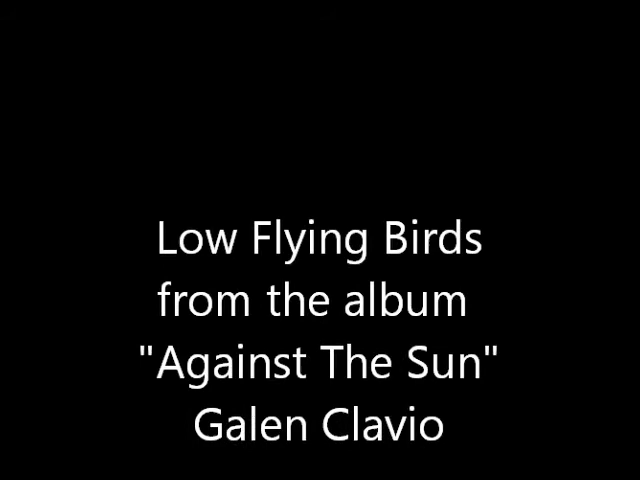 Low Flying Birds
from the album
"Against The Sun"
Galen Clavio